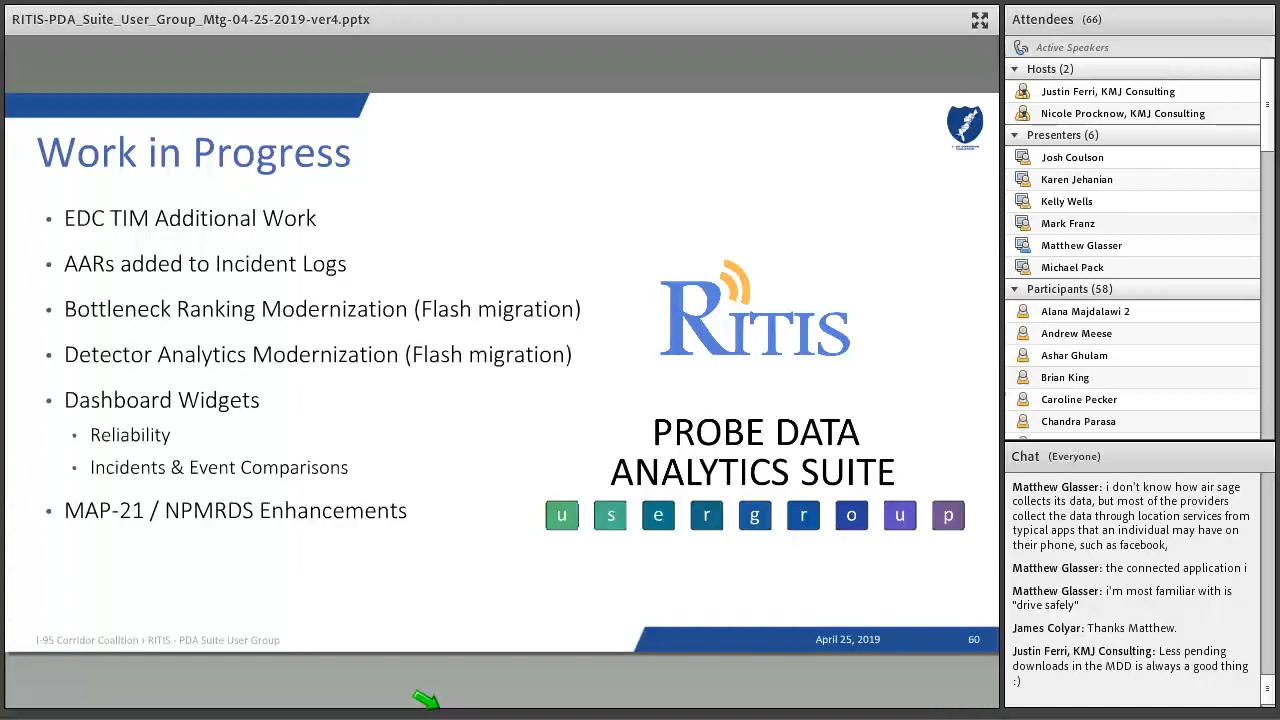 RITIS-PDA_Suite_User_Group_Mtg-04-25-2019-ver4.pptx
Work in Progress
• EDC TIM Additional Work
• AARs added to Incident Logs
• Bottleneck Ranking Modernization (Flash migration)
• Detector Analytics Modernization (Flash migration)
• Dashboard Widgets
• Reliability
• Incidents & Event Comparisons
• MAP-21 / NPMRDS Enhancements
RITIS
PROBE DATA
ANALYTICS SUITE
usergroup
I-95 Corridor Coalition › RITIS - PDA Suite User Group
April 25, 2019
60
Attendees (66)
Active Speakers
Hosts (2)
Justin Ferri, KMJ Consulting
Nicole Procknow, KMJ Consulting
Presenters (6)
Josh Coulson
Karen Jehanian
Kelly Wells
Mark Franz
Matthew Glasser
Michael Pack
Participants (58)
Alana Majdalawi 2
Andrew Meese
Ashar Ghulam
Brian King
Caroline Pecker
Chandra Parasa
Chat (Everyone)
Matthew Glasser: i don't know how air sage
collects its data, but most of the providers
collect the data through location services from
typical apps that an individual may have on
their phone, such as facebook,
Matthew Glasser: the connected application i
Matthew Glasser: i'm most familiar with is
"drive safely"
James Colyar: Thanks Matthew.
Justin Ferri, KMJ Consulting: Less pending
downloads in the MDD is always a good thing
:)